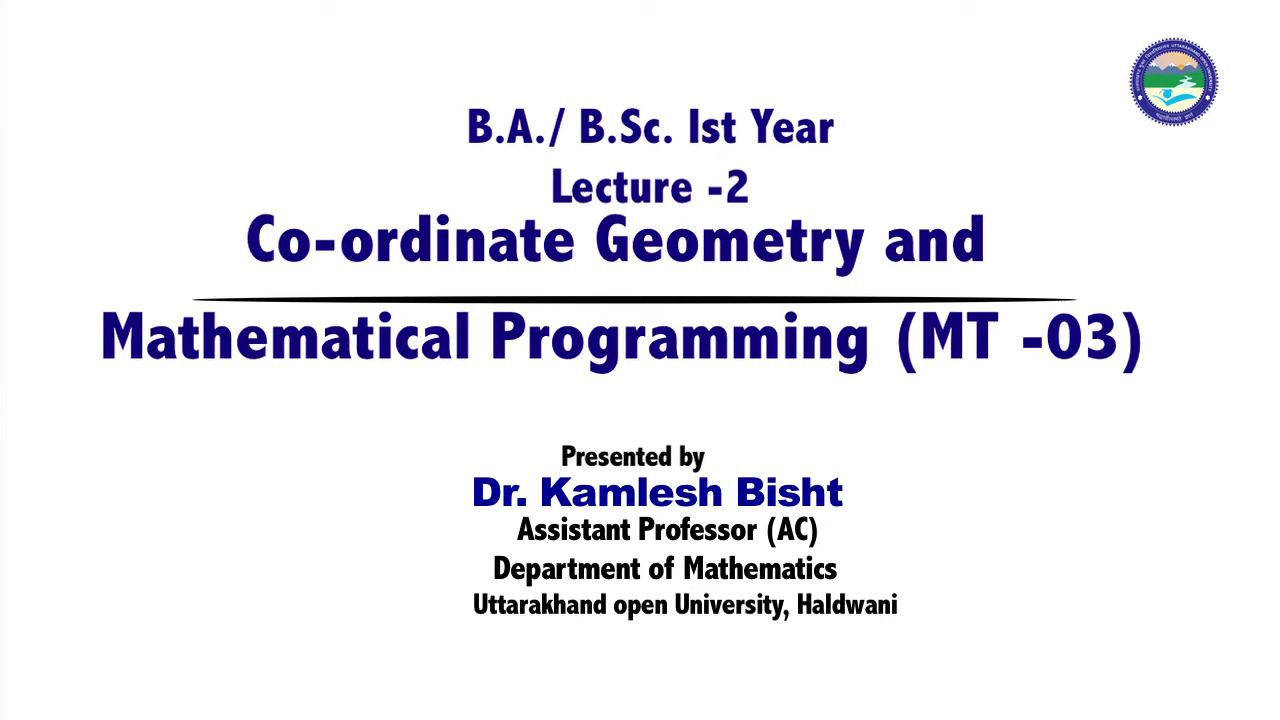 B.A./ B.Sc. Ist Year
Lecture -2
Co-ordinate Geometry and
Mathematical Programming (MT -03)
Presented by
Dr. Kamlesh Bisht
Assistant Professor (AC)
Department of Mathematics
Uttarakhand open University, Haldwani